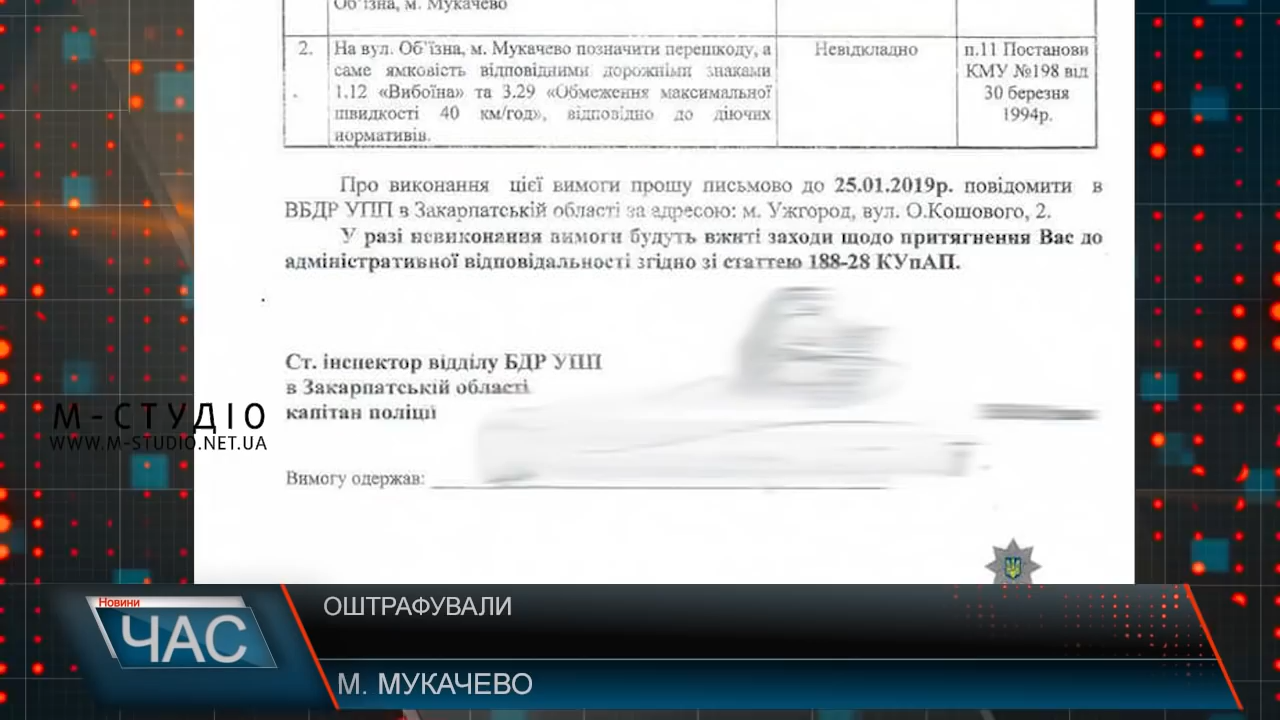 Об'їзна, м. Мукачево
2. На вул. Об'їзна, м. Мукачево позначити перешкоду, а Невідкладно п.11 Постанови
саме ямковість відповідними дорожніми знаками КМУ №198 від
1.12 «Вибоїна» та 3.29 «Обмеження максимальної 30 березня
швидкості 40 км/год», відповідно до діючих 1994р.
нормативів.
Про виконання цієї вимоги прошу письмово до 25.01.2019р. повідомити в
ВБДР УПП в Закарпатській області за адресою: м. Ужгород, вул. О.Кошового, 2.
У разі невиконання вимоги будуть вжиті заходи щодо притягнення Вас до
адміністративної відповідальності згідно зі статтею 188-28 КУпАП.
Ст. інспектор відділу БДР УПП
в Закарпатській області
капітан поліції
М-СТУДІО
WWW.M-STUDIO.NET.UA
Вимогу одержав:
Новини
ЧАС
ОШТРАФУВАЛИ
М. МУКАЧЕВО